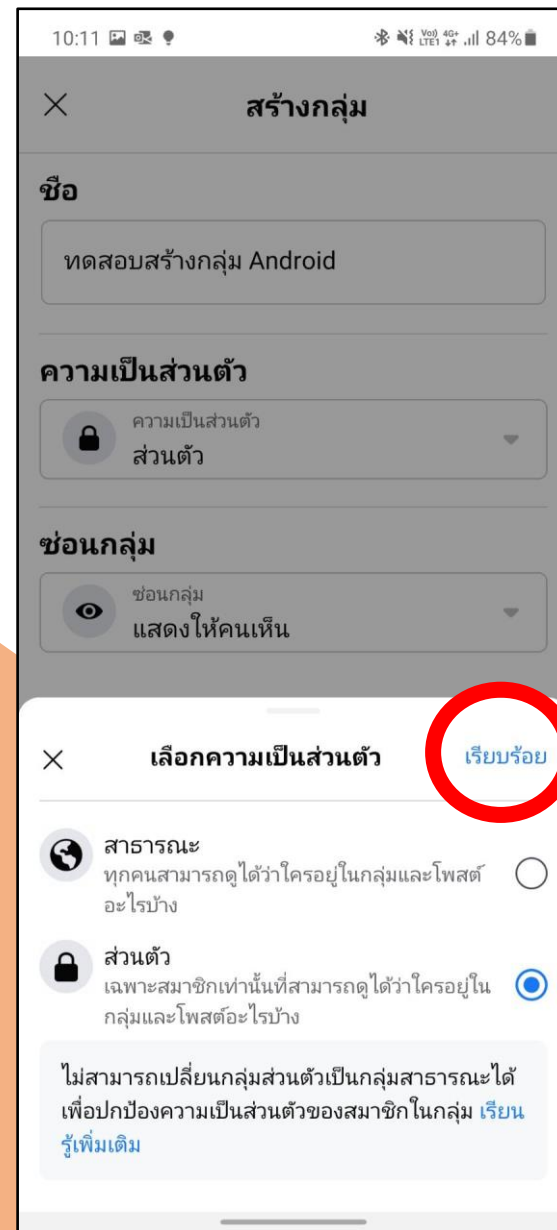 10:11 84%
สร้างกลุ่ม
ชื่อ
ทดสอบสร้างกลุ่ม Android
ความเป็นส่วนตัว
ความเป็นส่วนตัว
ส่วนตัว
ซ่อนกลุ่ม
ซ่อนกลุ่ม
แสดงให้คนเห็น
เลือกความเป็นส่วนตัว เรียบร้อย
สาธารณะ
ทุกคนสามารถดูได้ว่าใครอยู่ในกลุ่มและโพสต์
อะไรบ้าง
ส่วนตัว
เฉพาะสมาชิกเท่านั้นที่สามารถดูได้ว่าใครอยู่ใน
กลุ่มและโพสต์อะไรบ้าง
ไม่สามารถเปลี่ยนกลุ่มส่วนตัวเป็นกลุ่มสาธารณะได้
เพื่อปกป้องความเป็นส่วนตัวของสมาชิกในกลุ่ม เรียน
รู้เพิ่มเติม